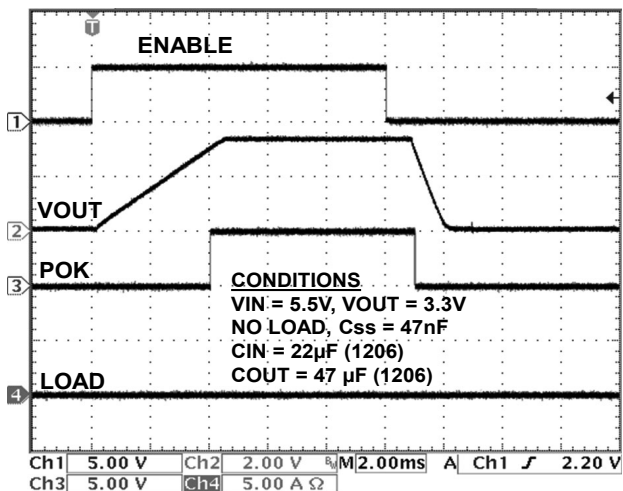 T
ENABLE
1
VOUT
2
POK
3
CONDITIONS
VIN = 5.5V, VOUT = 3.3V
NO LOAD, Css = 47nF
CIN = 22µF (1206)
COUT = 47 µF (1206)
LOAD
4
Ch1 5.00 V Ch2 2.00 V BW M 2.00ms A Ch1 ʃ 2.20 V
Ch3 5.00 V Ch4 5.00 A Ω